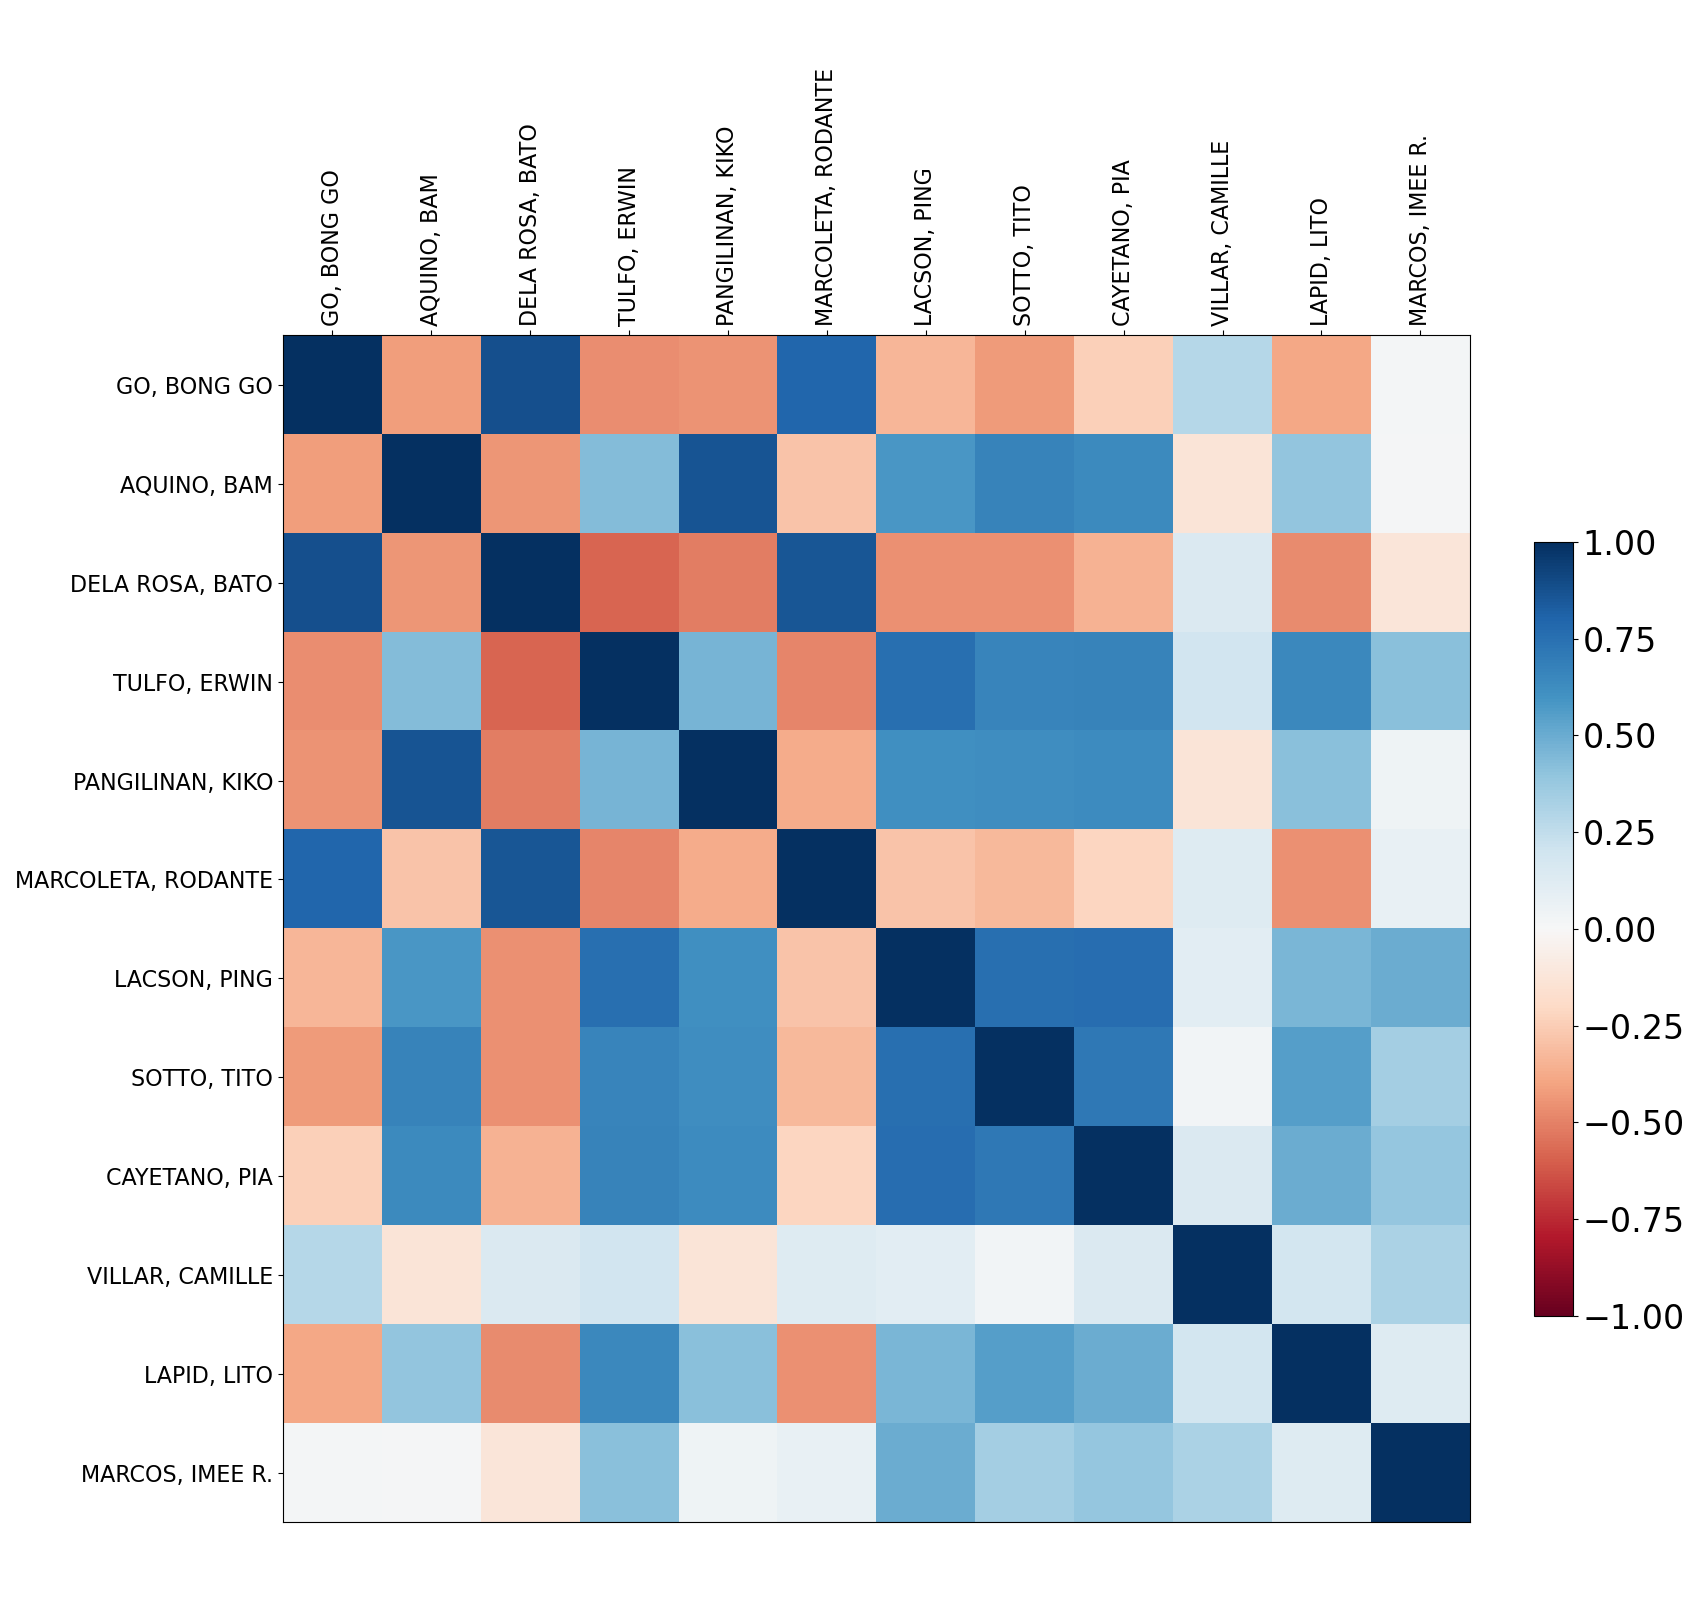 GO, BONG GO
AQUINO, BAM
DELA ROSA, BATO
TULFO, ERWIN
PANGILINAN, KIKO
MARCOLETA, RODANTE
LACSON, PING
SOTTO, TITO
CAYETANO, PIA
VILLAR, CAMILLE
LAPID, LITO
MARCOS, IMEE R.
GO, BONG GO
AQUINO, BAM
DELA ROSA, BATO
TULFO, ERWIN
PANGILINAN, KIKO
MARCOLETA, RODANTE
LACSON, PING
SOTTO, TITO
CAYETANO, PIA
VILLAR, CAMILLE
LAPID, LITO
MARCOS, IMEE R.
1.00
0.75
0.50
0.25
0.00
−0.25
−0.50
−0.75
−1.00